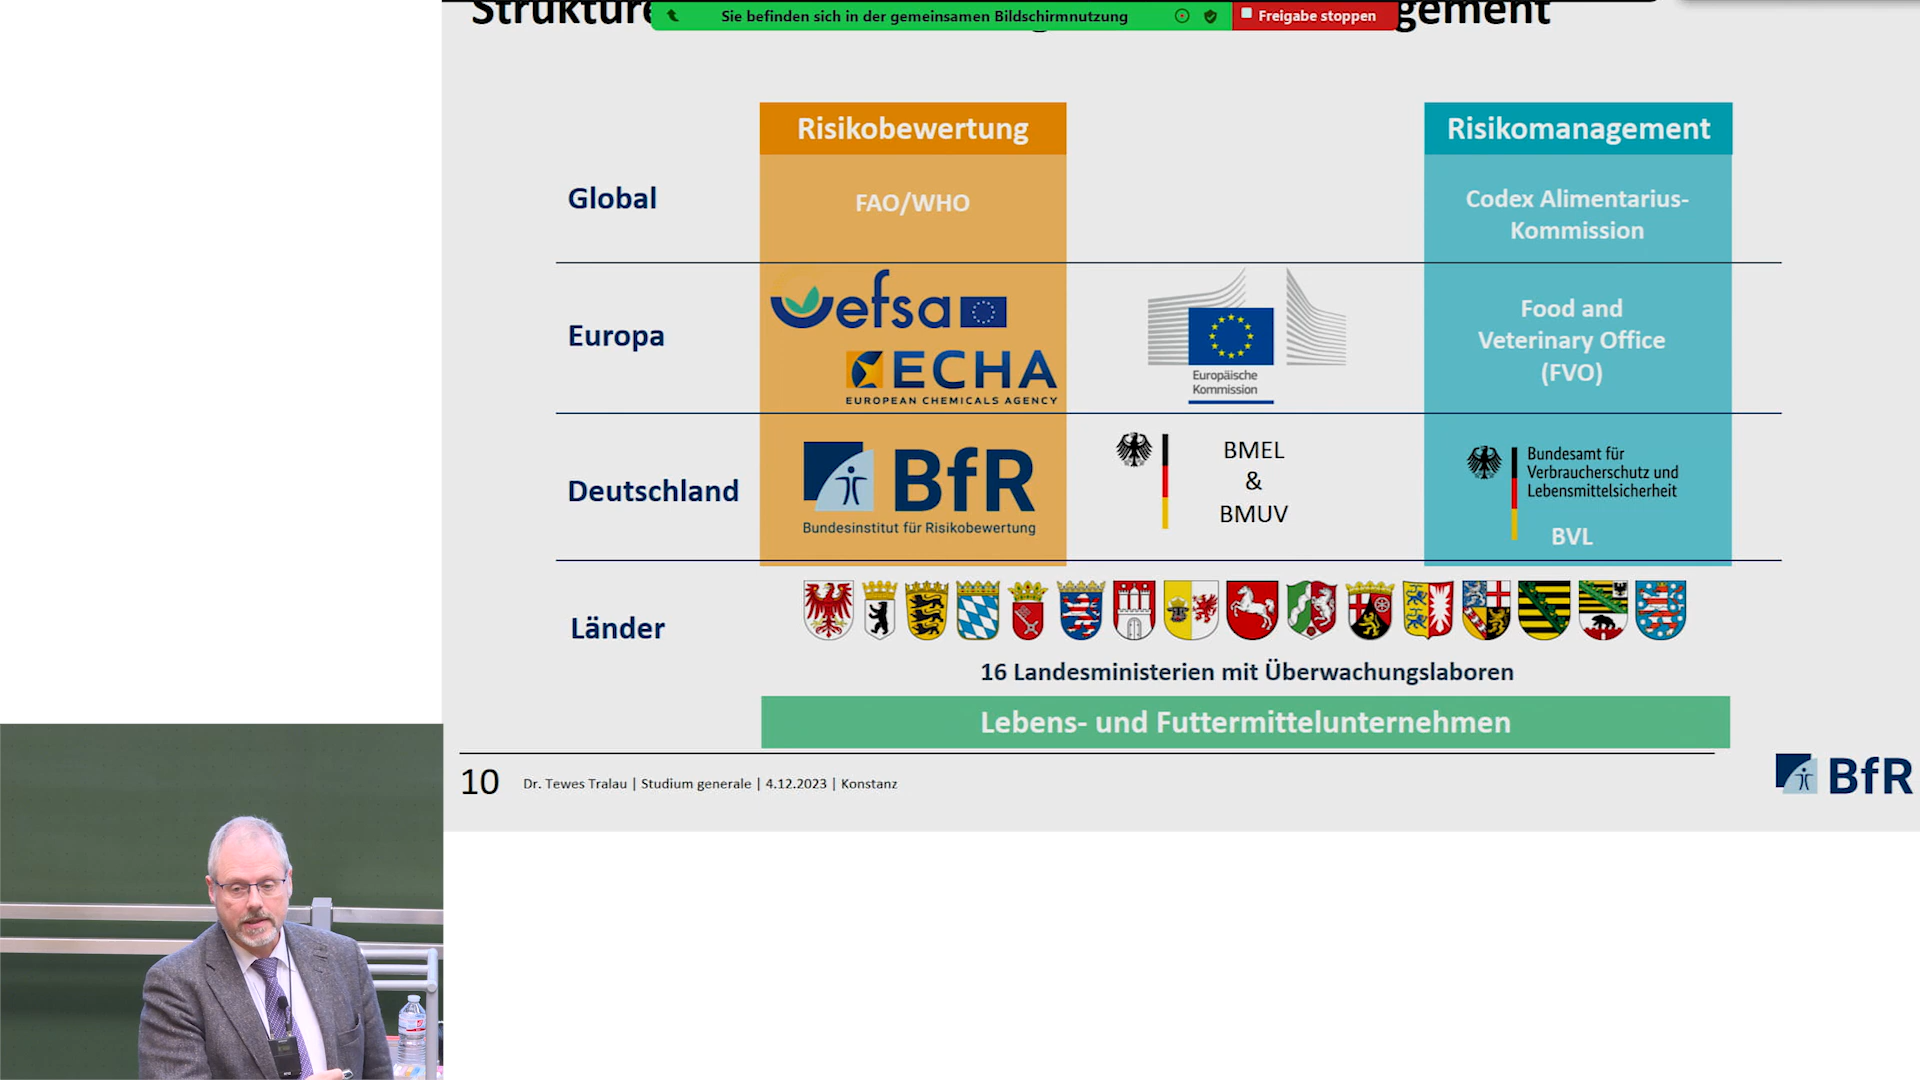 Strukture
gement
Sie befinden sich in der gemeinsamen Bildschirmnutzung
Freigabe stoppen
Risikobewertung
Risikomanagement
Global
FAO/WHO
Codex Alimentarius-
Kommission
Europa
efsa
ECHA
EUROPEAN CHEMICALS AGENCY
Europäische
Kommission
Food and
Veterinary Office
(FVO)
Deutschland
BfR
Bundesinstitut für Risikobewertung
BMEL
&
BMUV
Bundesamt für
Verbraucherschutz und
Lebensmittelsicherheit
BVL
Länder
16 Landesministerien mit Überwachungslaboren
Lebens- und Futtermittelunternehmen
10
Dr. Tewes Tralau | Studium generale | 4.12.2023 | Konstanz
BfR